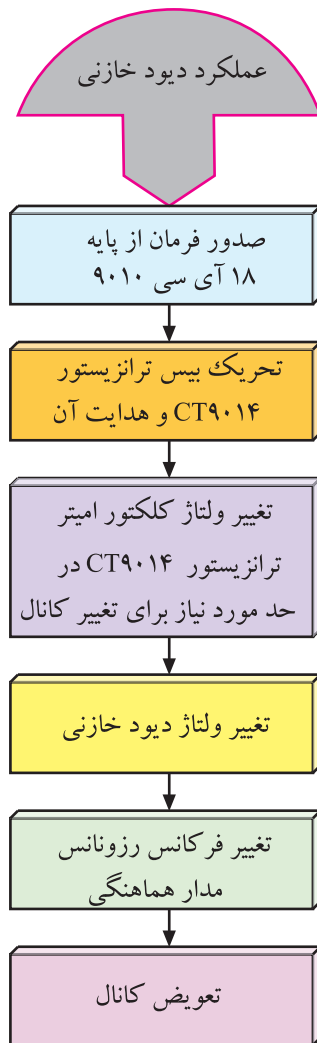 عملکرد دیود خازنی
صدور فرمان از پایه
۱۸ آی سی ۹۰۱۰
تحریك بیس ترانزیستور
CT۹۰۱۴ و هدایت آن
تغییر ولتاژ کلکتور امیتر
ترانزیستور CT۹۰۱۴ در
حد مورد نیاز برای تغییر کانال
تغییر ولتاژ دیود خازنی
تغییر فرکانس رزونانس
مدار هماهنگی
تعویض کانال